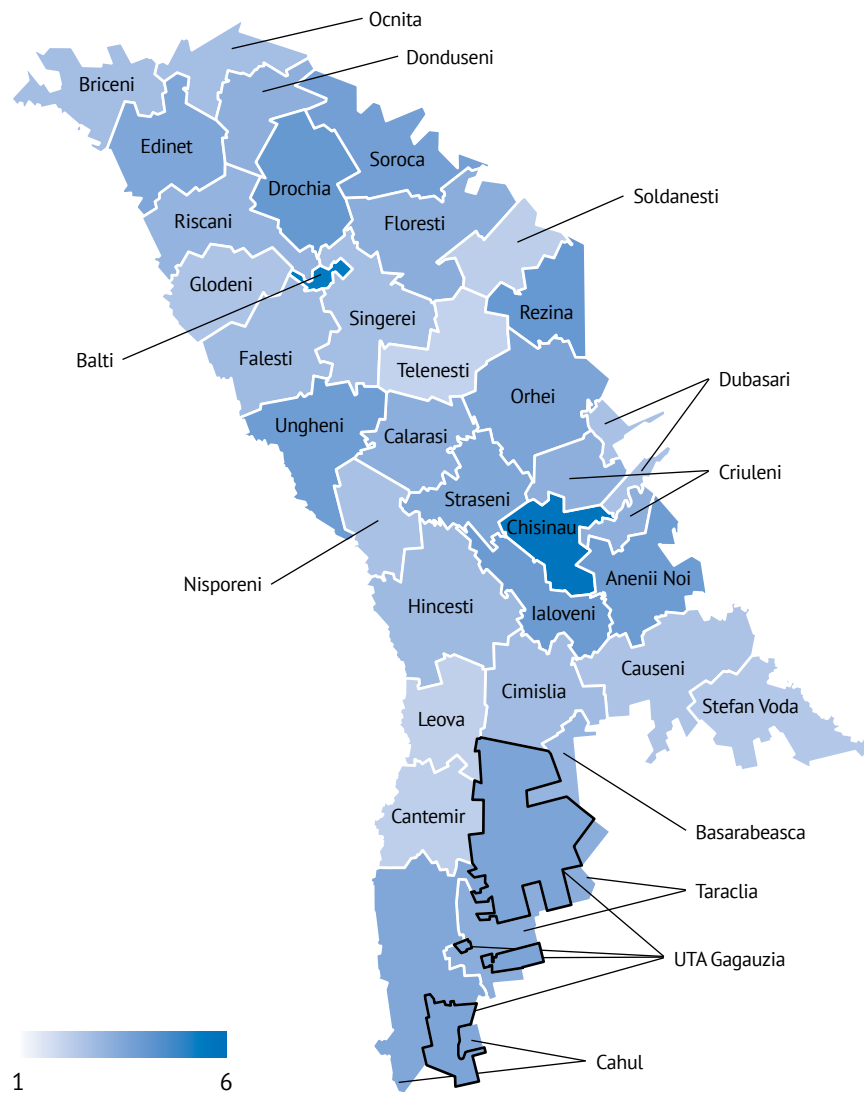 Ocnita
Donduseni
Briceni
Edinet
Soroca
Drochia
Soldanesti
Riscani
Floresti
Glodeni
Rezina
Singerei
Balti
Falesti
Telenesti
Dubasari
Orhei
Ungheni
Calarasi
Criuleni
Straseni
Chisinau
Nisporeni
Anenii Noi
Hincesti
Ialoveni
Causeni
Cimislia
Stefan Voda
Leova
Cantemir
Basarabeasca
Taraclia
UTA Gagauzia
Cahul
1
6